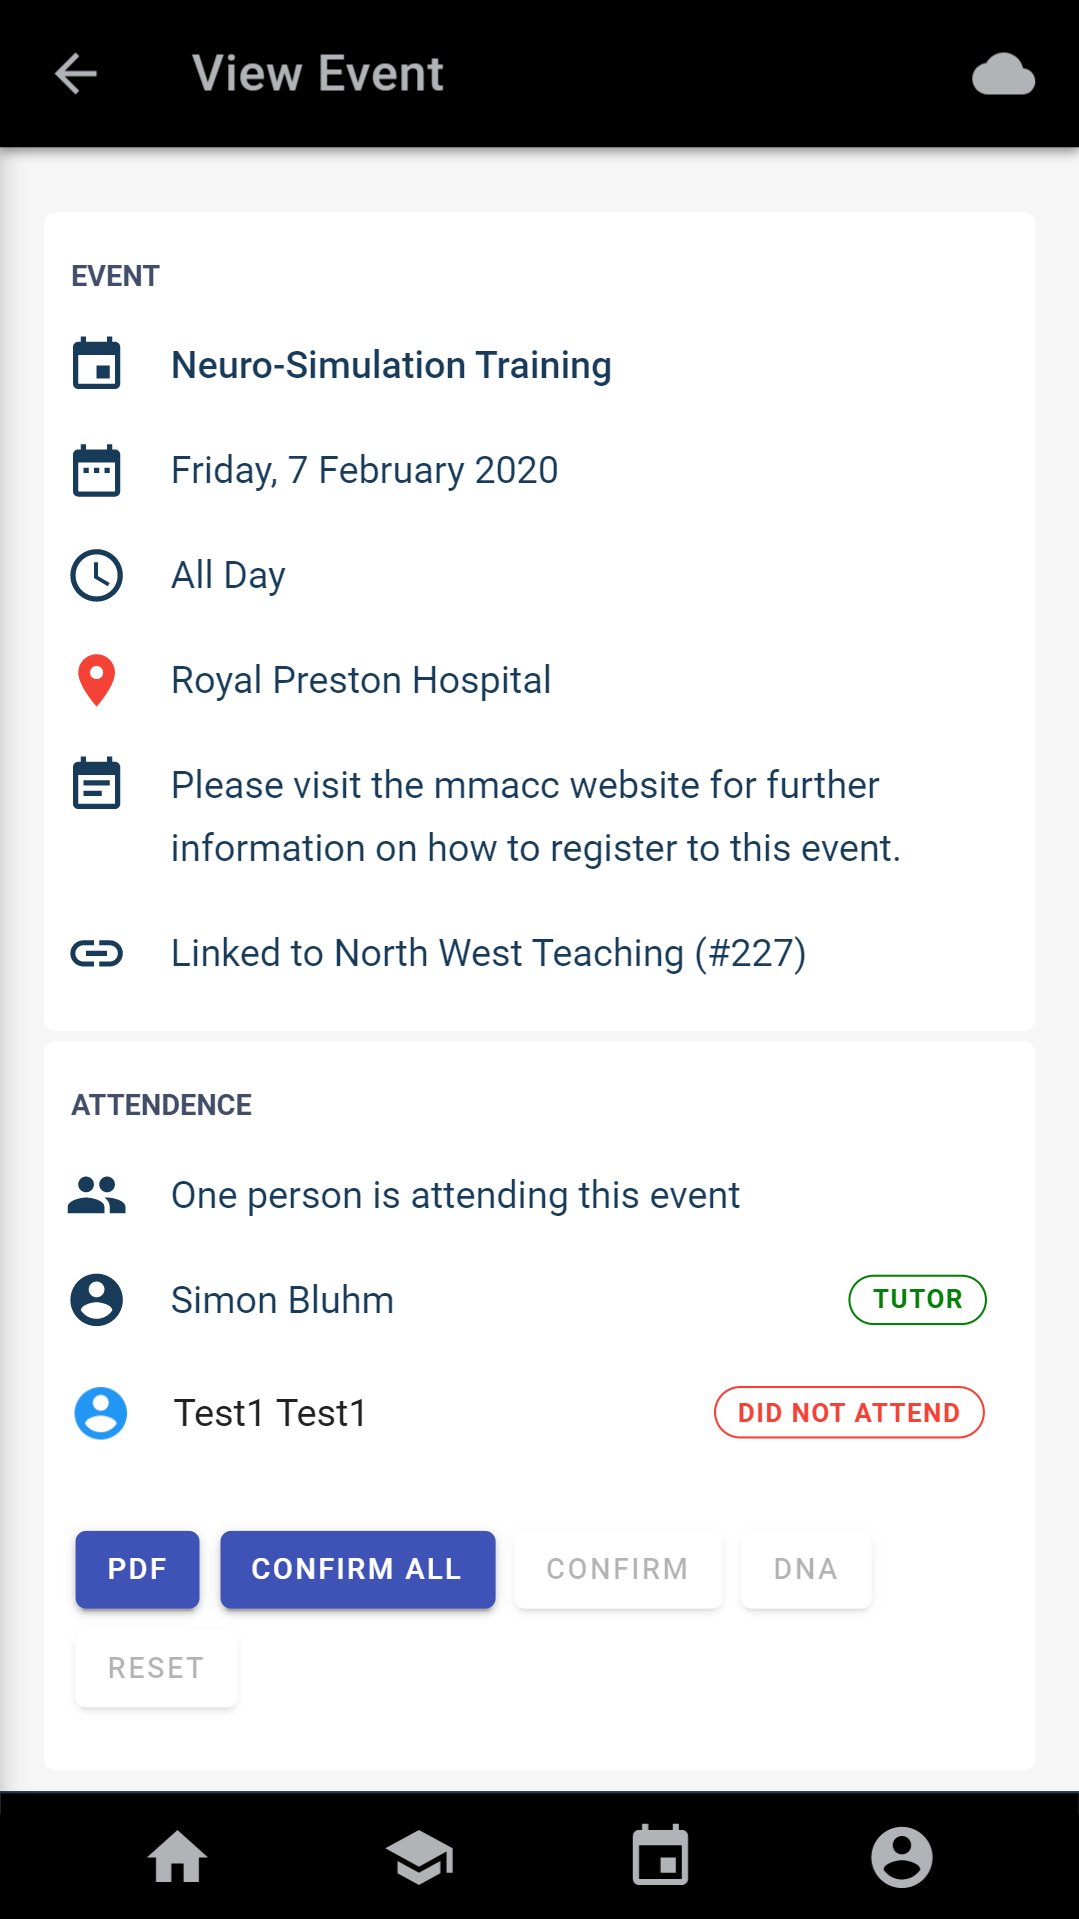 View Event
EVENT
Neuro-Simulation Training
Friday, 7 February 2020
All Day
Royal Preston Hospital
Please visit the mmacc website for further
information on how to register to this event.
Linked to North West Teaching (#227)
ATTENDENCE
One person is attending this event
Simon Bluhm TUTOR
Test1 Test1 DID NOT ATTEND
PDF CONFIRM ALL CONFIRM DNA
RESET